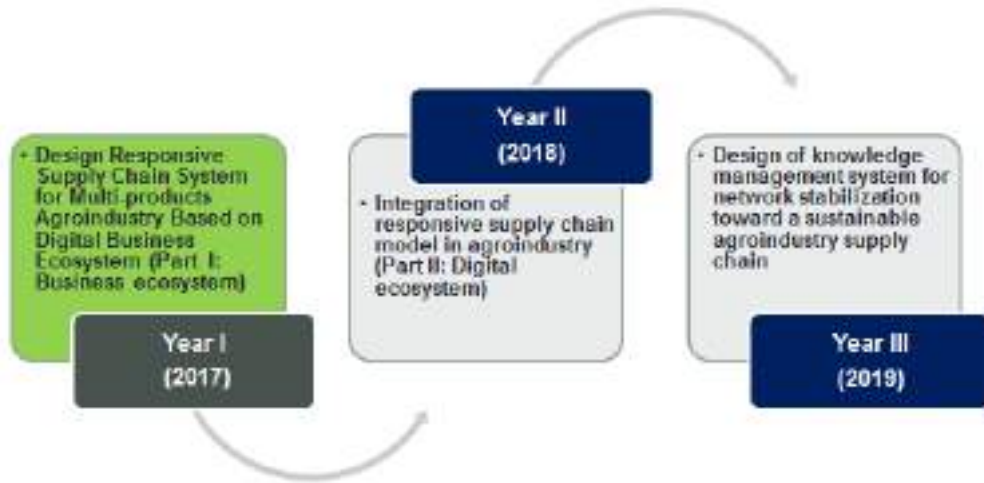 • Design Responsive
Supply Chain System
for Multi-products
Agroindustry Based on
Digital Business
Ecosystem (Part I:
Business ecosystem)
Year I
(2017)
Year II
(2018)
• Integration of
responsive supply chain
model in agroindustry
(Part II: Digital
ecosystem)
• Design of knowledge
management system for
network stabilization
toward a sustainable
agroindustry supply
chain
Year III
(2019)